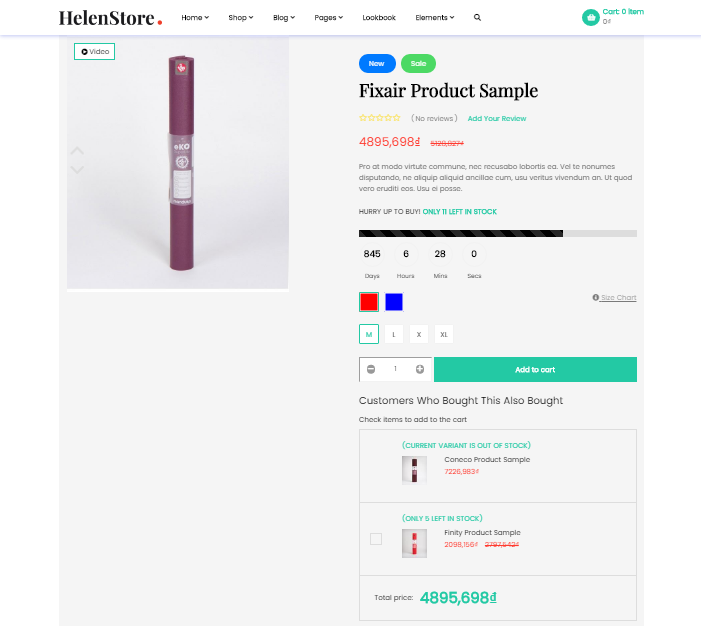 HelenStore.
Home Shop Blog Pages Lookbook Elements
Cart: 0 item
0₫
Video
eKO
New Sale
Fixair Product Sample
(No reviews) Add Your Review
4895,698₫
HURRY UP TO BUY! ONLY 11 LEFT IN STOCK
Pro at modo virtute commune, nec recusabo lobortis ea. Vel te nonumes
disputando, ne aliquip aliquid ancillae cum, usu veritus vivendum an. Ut quod
vero eruditi eos. Usu ei posse.
845 6 28 0
Days Hours Mins Secs
Size Chart
M L X XL
1 Add to cart
Customers Who Bought This Also Bought
Check items to add to the cart
(CURRENT VARIANT IS OUT OF STOCK)
Coneco Product Sample
7226,983₫
(ONLY 5 LEFT IN STOCK)
Finity Product Sample
2098,156₫ 2797,542₫
Total price: 4895,698₫